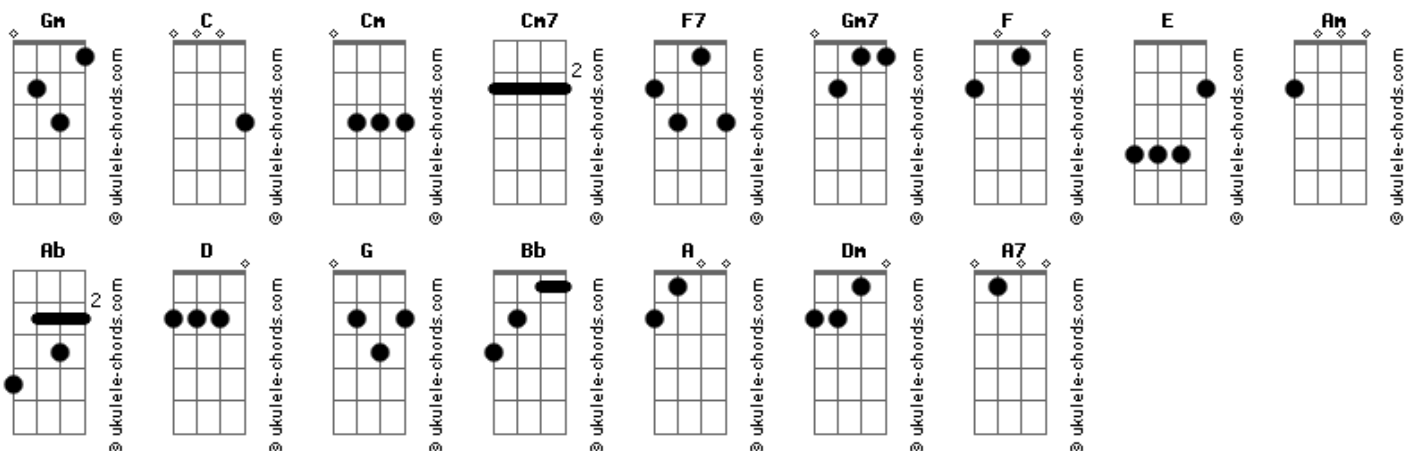 Gm C Cm Cm7 F7 Gm7 F E Am
2
© ukulele-chords.com © ukulele-chords.com © ukulele-chords.com © ukulele-chords.com © ukulele-chords.com © ukulele-chords.com © ukulele-chords.com © ukulele-chords.com © ukulele-chords.com
Ab D G Bb A Dm A7
2
© ukulele-chords.com © ukulele-chords.com © ukulele-chords.com © ukulele-chords.com © ukulele-chords.com © ukulele-chords.com © ukulele-chords.com